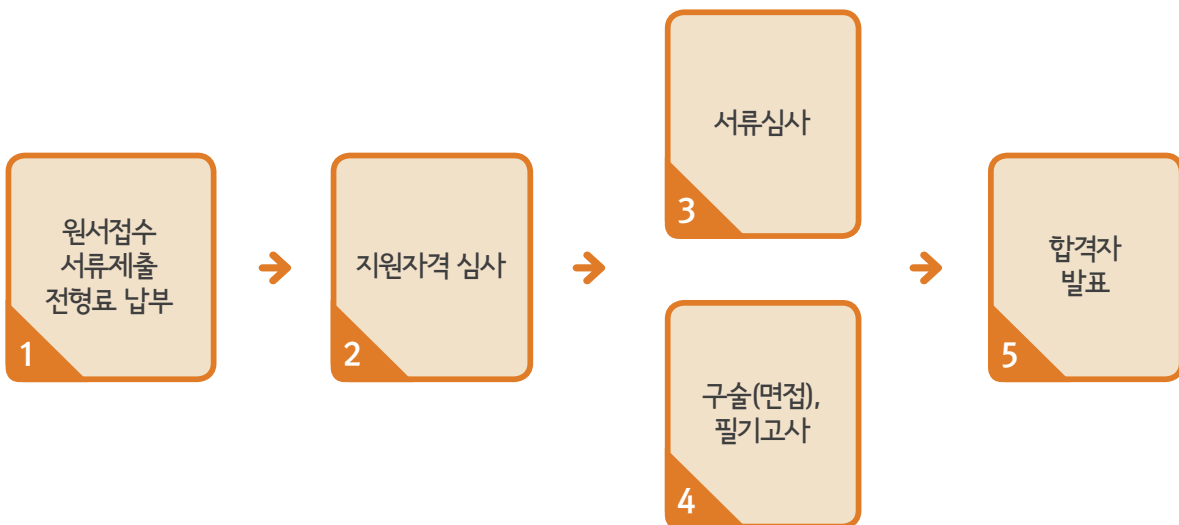 원서접수
서류제출
전형료 납부
1
지원자격 심사
2
서류심사
3
구술(면접),
필기고사
4
합격자
발표
5